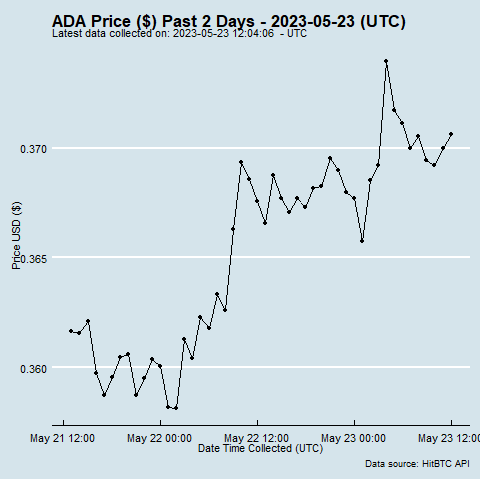 ADA Price ($) Past 2 Days - 2023-05-23 (UTC)
Latest data collected on: 2023-05-23 12:04:06 - UTC
0.370
0.365
0.360
Price USD ($)
May 21 12:00
May 22 00:00
May 22 12:00
May 23 00:00
May 23 12:00
Date Time Collected (UTC)
Data source: HitBTC API